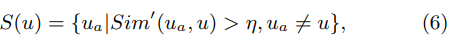 S(u) = {u_a|Sim′(u_a, u) > η, u_a ≠ u}, (6)